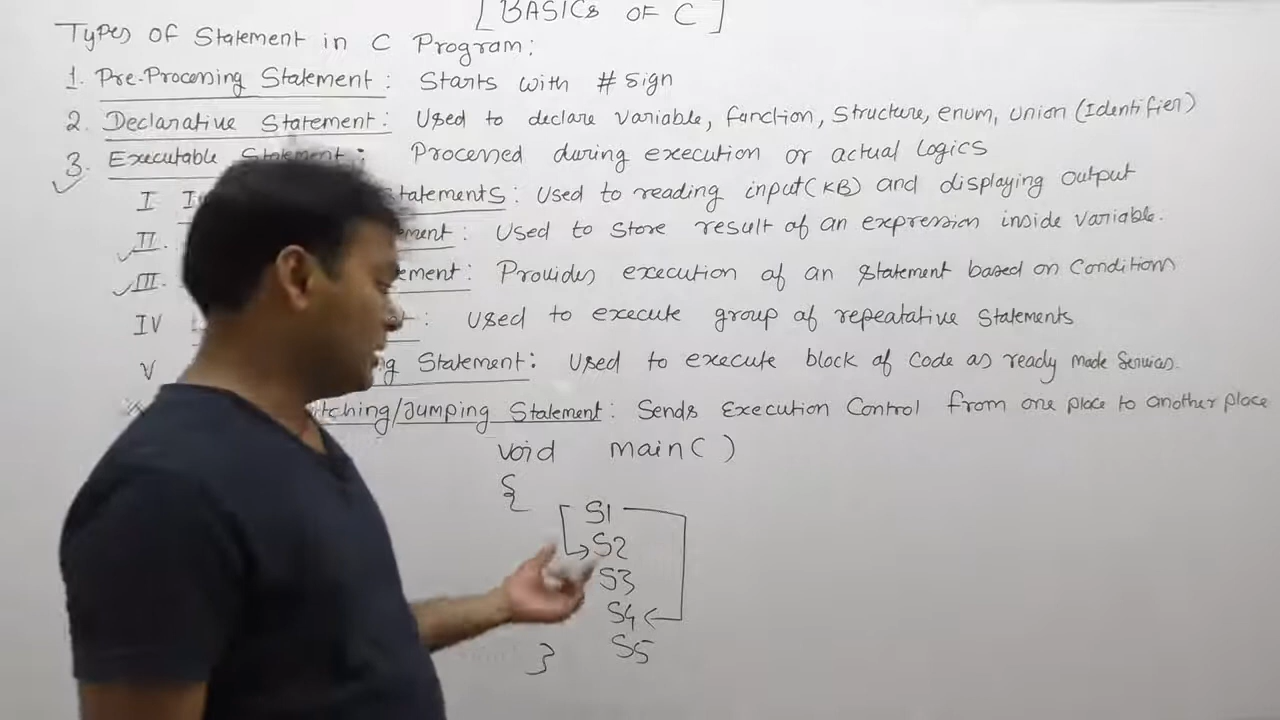 [ BASICS OF C ]
Types of Statement in C Program:
1. Pre-Processing Statement: Starts with # sign
2. Declarative Statement: Used to declare variable, function, structure, enum, union (Identifier)
3. Executable Statement: Processed during execution or actual logics
I Statements: Used to reading input(KB) and displaying output
II. Used to store result of an expression inside variable.
III. Provides execution of an statement based on Conditions
IV Used to execute group of repeatative statements
V Statement: Used to execute block of code as ready made services.
Jumping Statement: Sends Execution Control from one place to another place
void main( )
{
S1
S2
S3
S4
S5
}